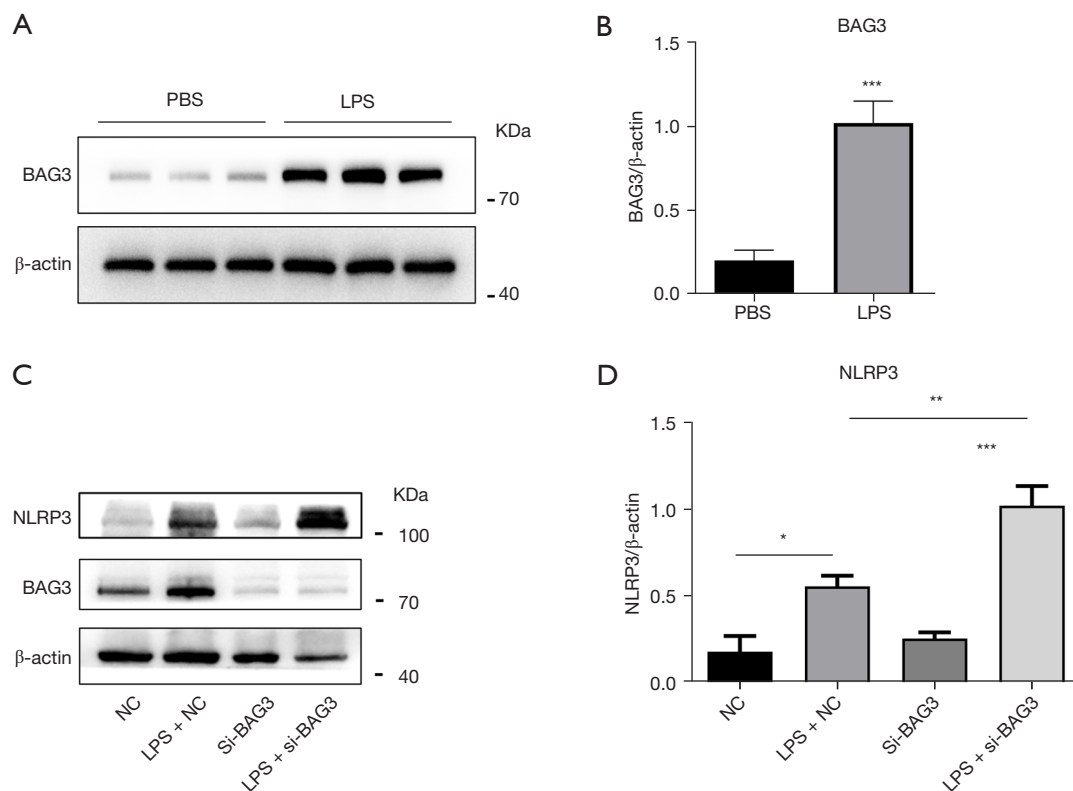 A
PBS LPS
KDa
BAG3
- 70
β-actin
- 40
B
BAG3
***
BAG3/β-actin
1.5
1.0
0.5
0.0
PBS LPS
C
KDa
NLRP3
- 100
BAG3
- 70
β-actin
- 40
NC
LPS + NC
Si-BAG3
LPS + si-BAG3
D
NLRP3
**
***
*
NLRP3/β-actin
1.5
1.0
0.5
0.0
NC
LPS + NC
Si-BAG3
LPS + si-BAG3